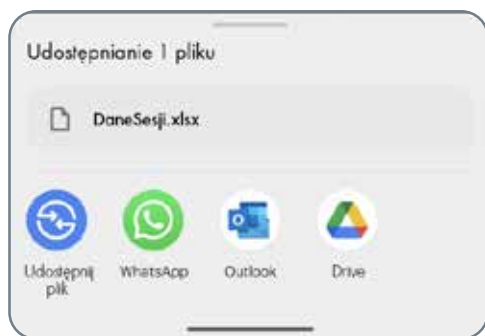 Udostępnianie 1 pliku
DaneSesji.xlsx
Udostępnij
plik
WhatsApp
Outlook
Drive